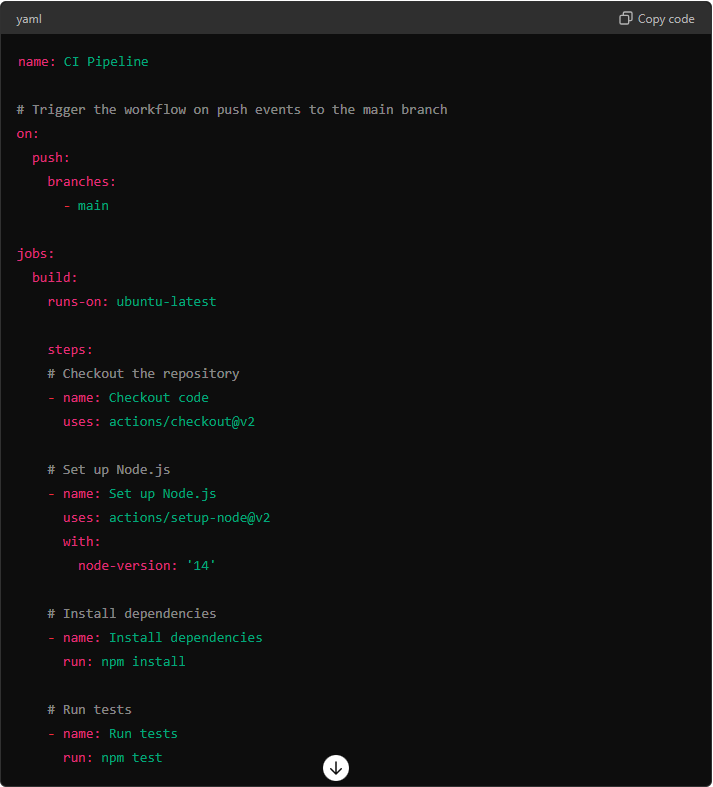 yaml
Copy code
name: CI Pipeline
# Trigger the workflow on push events to the main branch
on:
  push:
    branches:
      - main
jobs:
  build:
    runs-on: ubuntu-latest
    steps:
    # Checkout the repository
    - name: Checkout code
      uses: actions/checkout@v2
    # Set up Node.js
    - name: Set up Node.js
      uses: actions/setup-node@v2
      with:
        node-version: '14'
    # Install dependencies
    - name: Install dependencies
      run: npm install
    # Run tests
    - name: Run tests
      run: npm test